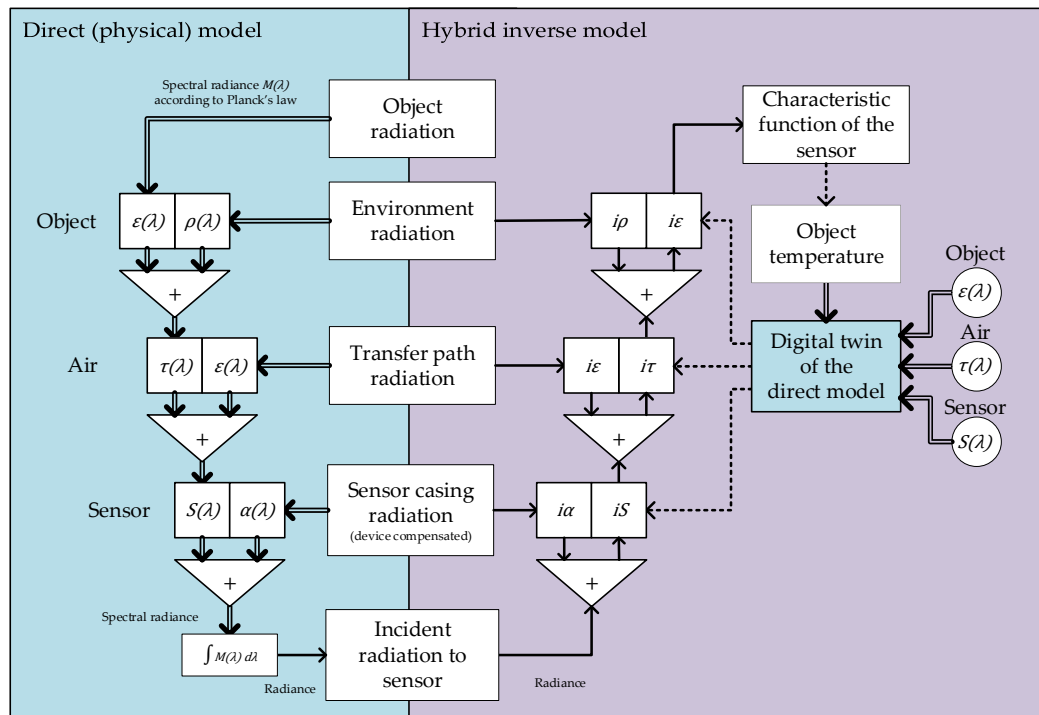 Direct (physical) model
Hybrid inverse model
Spectral radiance M(λ)
according to Planck's law
Object
radiation
Characteristic
function of the
sensor
Object
ε(λ)
ρ(λ)
Environment
radiation
iρ
iε
Object
temperature
Object
ε(λ)
+
+
Air
τ(λ)
ε(λ)
Transfer path
radiation
iε
iτ
Digital twin
of the
direct model
Air
τ(λ)
Sensor
S(λ)
+
+
Sensor
S(λ)
α(λ)
Sensor casing
radiation
(device compensated)
iα
iS
+
+
Spectral radiance
∫ M(λ) dλ
Radiance
Incident
radiation to
sensor
Radiance